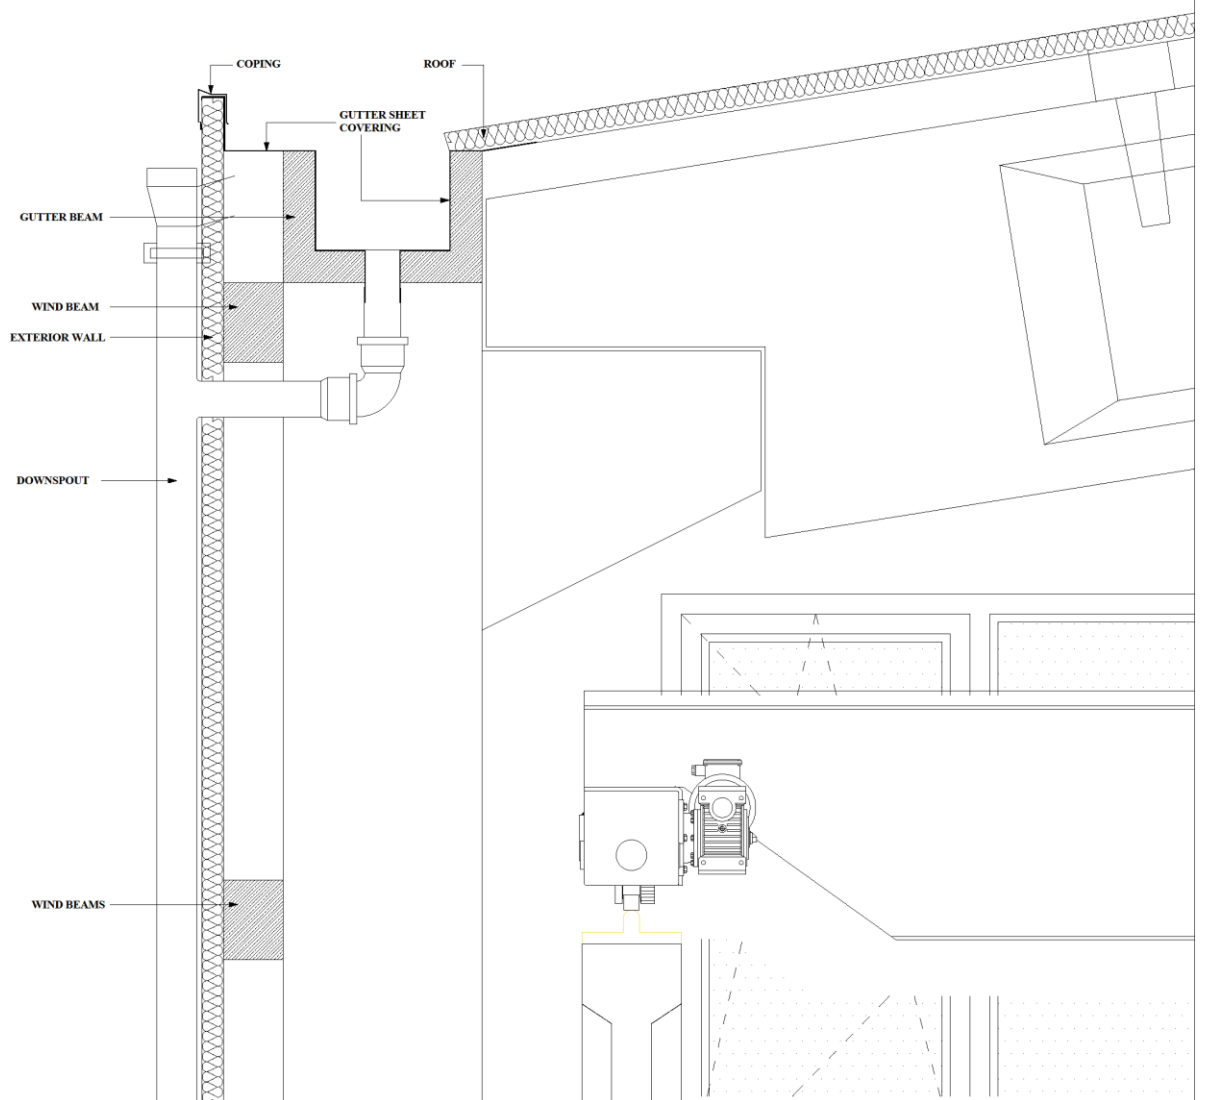 COPING
ROOF
GUTTER SHEET
COVERING
GUTTER BEAM
WIND BEAM
EXTERIOR WALL
DOWNSPOUT
WIND BEAMS